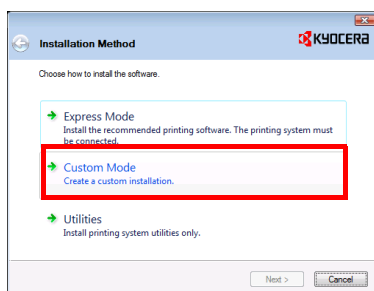 Installation Method
KYOCERA
Choose how to install the software.
Express Mode
Install the recommended printing software. The printing system must
be connected.
Custom Mode
Create a custom installation.
Utilities
Install printing system utilities only.
Next >
Cancel